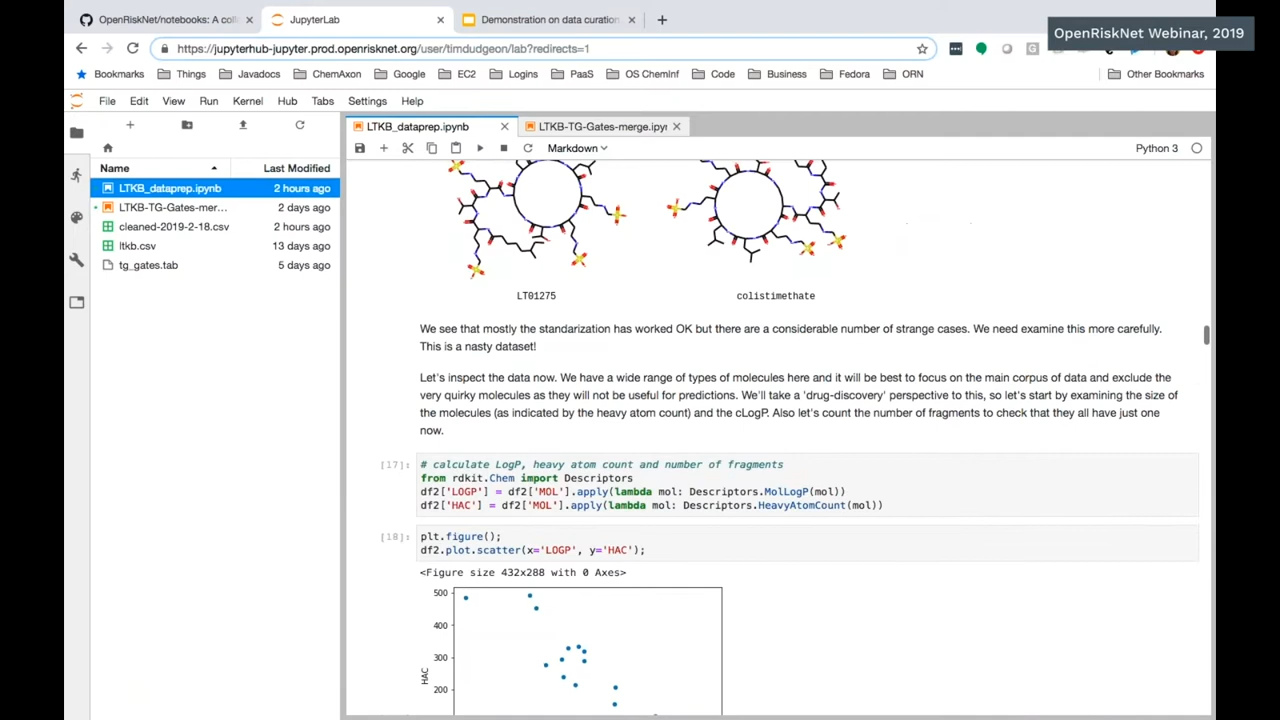 OpenRiskNet/notebooks: A coll
JupyterLab
Demonstration on data curation
OpenRiskNet Webinar, 2019
https://jupyterhub-jupyter.prod.openrisknet.org/user/timdudgeon/lab?redirects=1
Bookmarks Things Javadocs ChemAxon Google EC2 Logins PaaS OS ChemInf Code Business Fedora ORN Other Bookmarks
File Edit View Run Kernel Hub Tabs Settings Help
LTKB_dataprep.ipynb
LTKB-TG-Gates-merge.ipyr
Markdown
Python 3
Name Last Modified
LTKB_dataprep.ipynb 2 hours ago
LTKB-TG-Gates-mer... 2 days ago
cleaned-2019-2-18.csv 2 hours ago
ltkb.csv 13 days ago
tg_gates.tab 5 days ago
LT01275 colistimethate
We see that mostly the standarization has worked OK but there are a considerable number of strange cases. We need examine this more carefully.
This is a nasty dataset!
Let's inspect the data now. We have a wide range of types of molecules here and it will be best to focus on the main corpus of data and exclude the
very quirky molecules as they will not be useful for predictions. We'll take a 'drug-discovery' perspective to this, so let's start by examining the size of
the molecules (as indicated by the heavy atom count) and the cLogP. Also let's count the number of fragments to check that they all have just one
now.
[17]: # calculate LogP, heavy atom count and number of fragments
from rdkit.Chem import Descriptors
df2['LOGP'] = df2['MOL'].apply(lambda mol: Descriptors.MolLogP(mol))
df2['HAC'] = df2['MOL'].apply(lambda mol: Descriptors.HeavyAtomCount(mol))
[18]: plt.figure();
df2.plot.scatter(x='LOGP', y='HAC');
<Figure size 432x288 with 0 Axes>
500
400
300
200
HAC